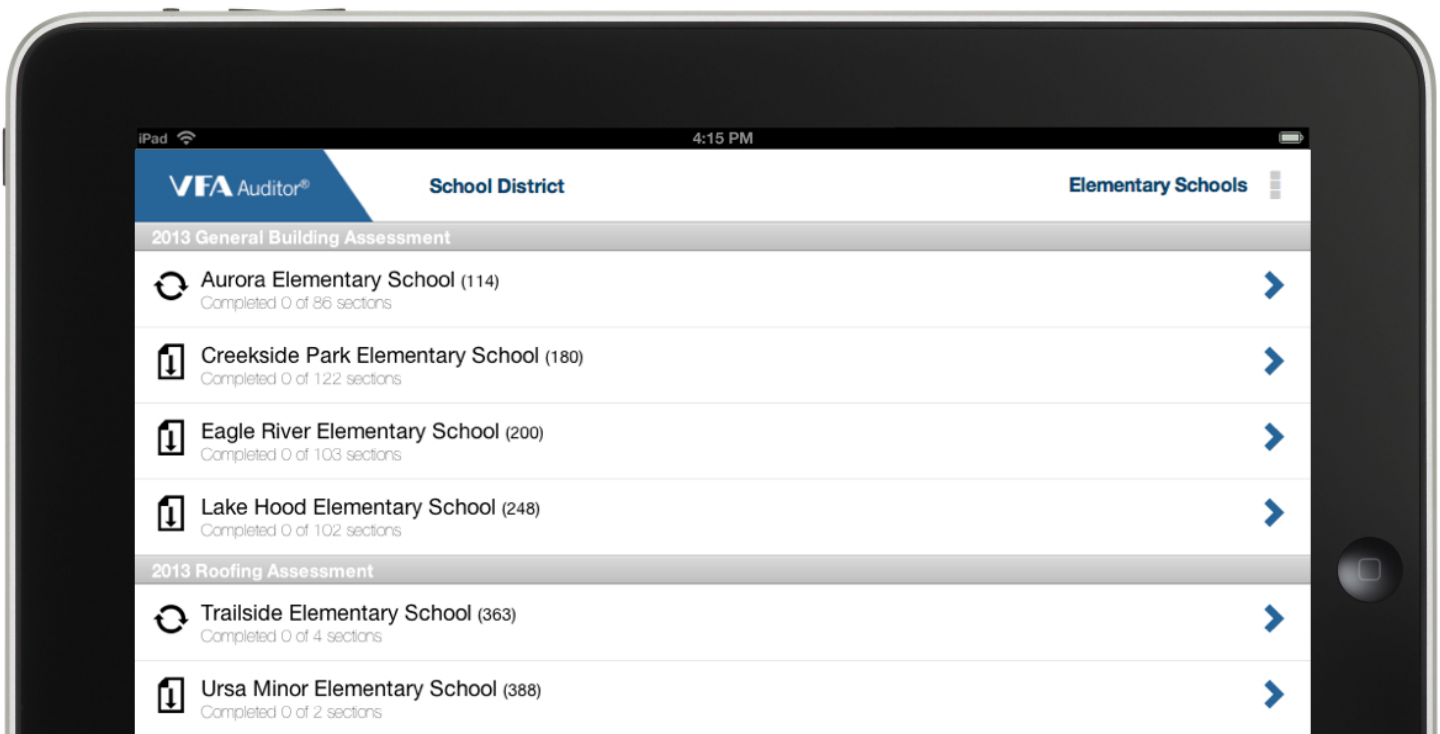 iPad 4:15 PM
VFA Auditor® School District Elementary Schools
2013 General Building Assessment
Aurora Elementary School (114)
Completed 0 of 86 sections
Creekside Park Elementary School (180)
Completed 0 of 122 sections
Eagle River Elementary School (200)
Completed 0 of 103 sections
Lake Hood Elementary School (248)
Completed 0 of 102 sections
2013 Roofing Assessment
Trailside Elementary School (363)
Completed 0 of 4 sections
Ursa Minor Elementary School (388)
Completed 0 of 2 sections